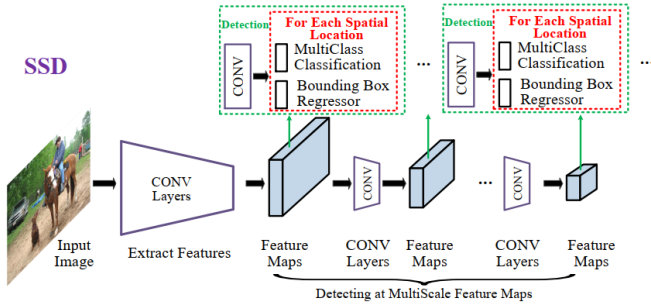 SSD
Detection
For Each Spatial
Location
CONV
MultiClass
Classification
Bounding Box
Regressor
...
Detection
For Each Spatial
Location
CONV
MultiClass
Classification
Bounding Box
Regressor
...
CONV
Layers
CONV
...
CONV
Input
Image
Extract Features
Feature
Maps
CONV
Layers
Feature
Maps
CONV
Layers
Feature
Maps
Detecting at MultiScale Feature Maps